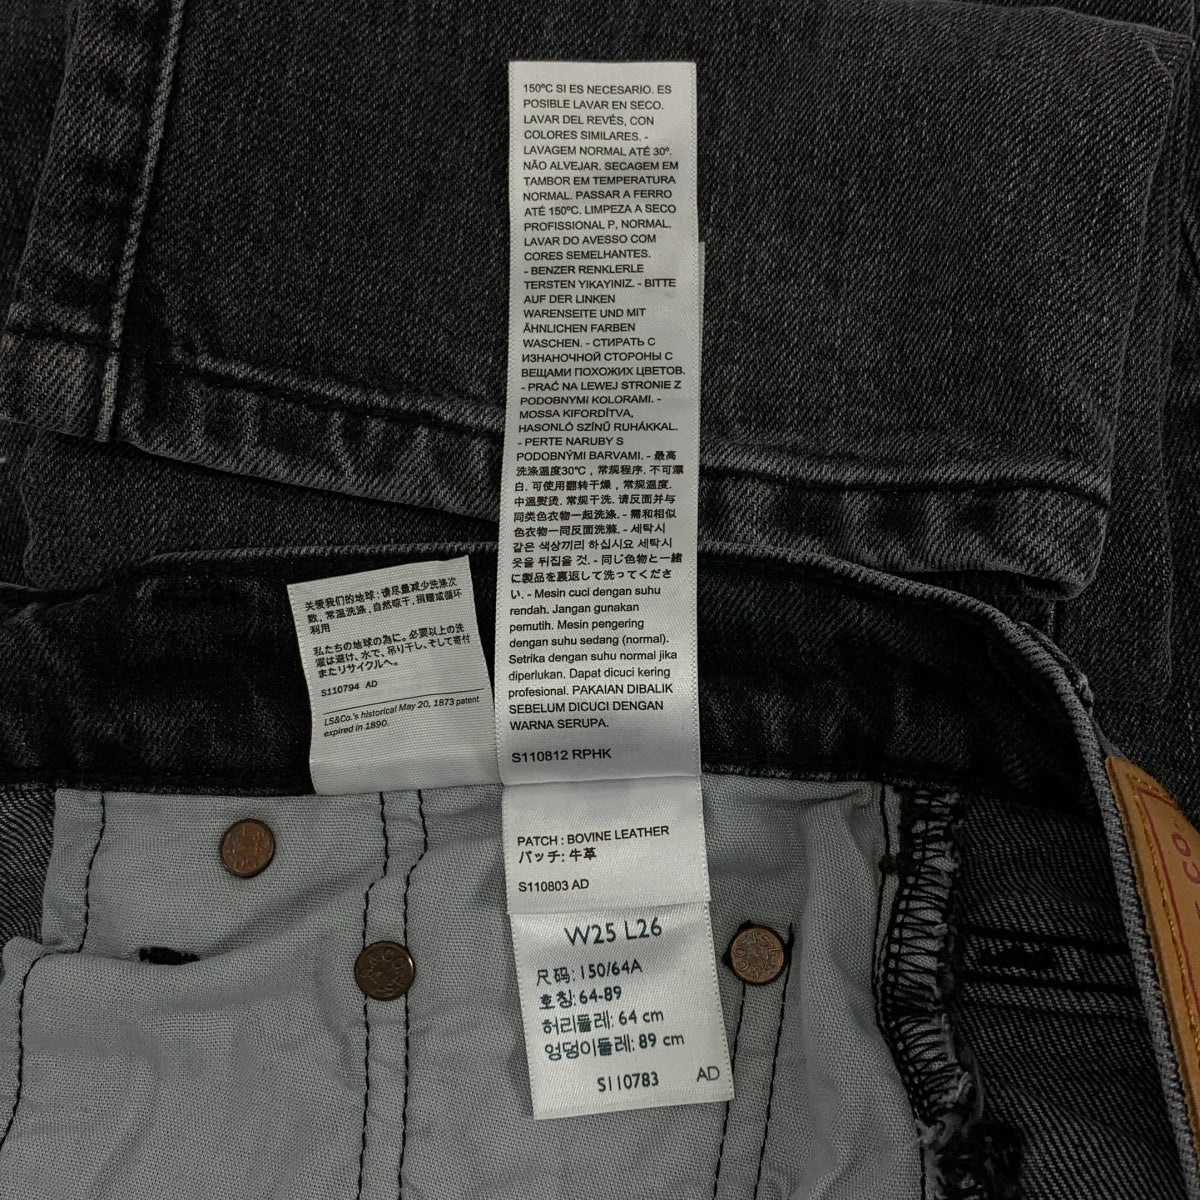 150ºC SI ES NECESARIO. ES
POSIBLE LAVAR EN SECO.
LAVAR DEL REVÉS, CON
COLORES SIMILARES. -
LAVAGEM NORMAL ATÉ 30º.
NÃO ALVEJAR. SECAGEM EM
TAMBOR EM TEMPERATURA
NORMAL. PASSAR A FERRO
ATÉ 150ºC. LIMPEZA A SECO
PROFISSIONAL P, NORMAL.
LAVAR DO AVESSO COM
CORES SEMELHANTES.
- BENZER RENKLERLE
TERSTEN YIKAYINIZ. - BITTE
AUF DER LINKEN
WARENSEITE UND MIT
ÄHNLICHEN FARBEN
WASCHEN. - СТИРАТЬ С
ИЗНАНОЧНОЙ СТОРОНЫ С
ВЕЩАМИ ПОХОЖИХ ЦВЕТОВ.
- PRAĆ NA LEWEJ STRONIE Z
PODOBNYMI KOLORAMI. -
MOSSA KIFORDÍTVA,
HASONLÓ SZÍNŰ RUHÁKKAL.
- PERTE NARUBY S
PODOBNÝMI BARVAMI. - 最高
洗涤温度30℃，常规程序. 不可漂
白. 可使用翻转干燥，常规温度.
中温熨烫. 常规干洗. 请反面并与
同类色衣物一起洗涤. - 需和相似
色衣物一同反面洗滌. - 세탁시
같은 색상끼리 하십시요 세탁시
옷을 뒤집을 것. - 同じ色物と一緒
に製品を裏返して洗ってくださ
い. - Mesin cuci dengan suhu
rendah. Jangan gunakan
pemutih. Mesin pengering
dengan suhu sedang (normal).
Setrika dengan suhu normal jika
diperlukan. Dapat dicuci kering
profesional. PAKAIAN DIBALIK
SEBELUM DICUCI DENGAN
WARNA SERUPA.
S110812 RPHK
关爱我们的地球: 请尽量减少洗涤次
数, 常温洗涤, 自然晾干, 捐赠或循环
利用
私たちの地球の為に。必要以上の洗
濯は避け、水で、吊り干し、そして寄付
またリサイクルへ。
S110794 AD
LS&Co.'s historical May 20, 1873 patent
expired in 1890.
PATCH : BOVINE LEATHER
パッチ: 牛革
S110803 AD
W25 L26
尺码: 150/64A
호칭: 64-89
허리둘레: 64 cm
엉덩이둘레: 89 cm
S110783 AD